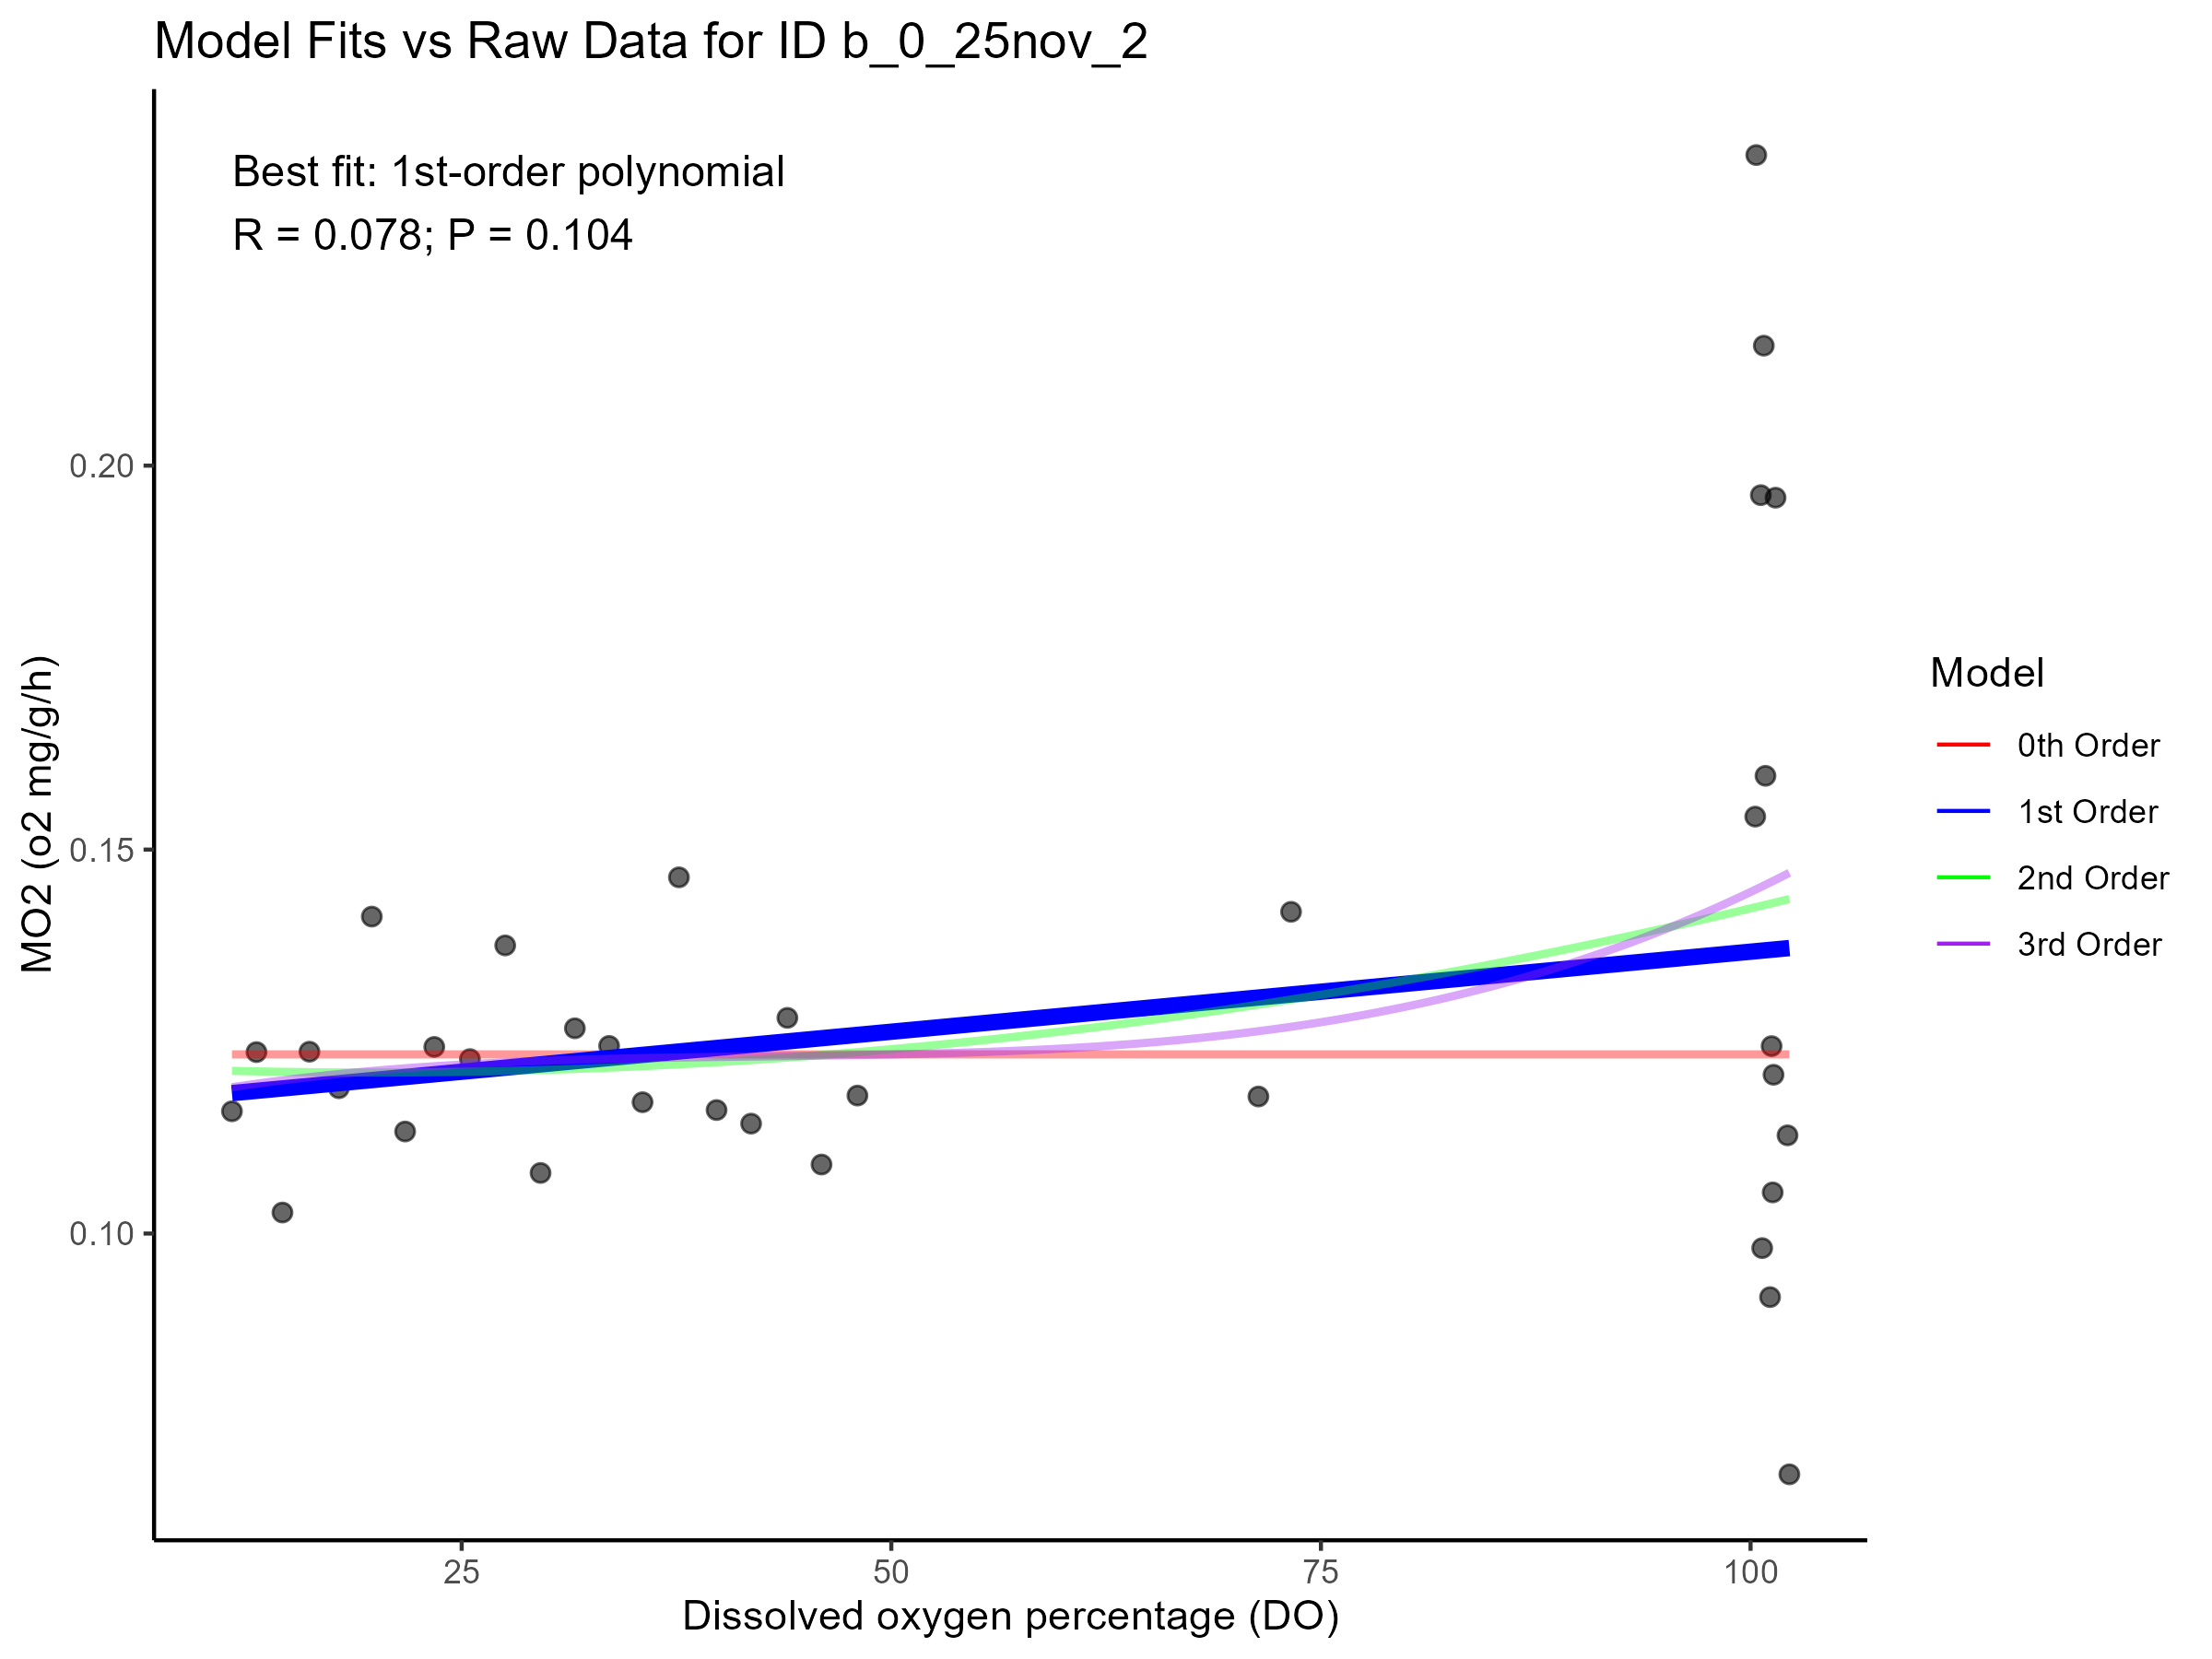 Model Fits vs Raw Data for ID b_0_25nov_2
Best fit: 1st-order polynomial
R = 0.078; P = 0.104
MO2 (o2 mg/g/h)
0.20
0.15
0.10
25
50
75
100
Dissolved oxygen percentage (DO)
Model
0th Order
1st Order
2nd Order
3rd Order